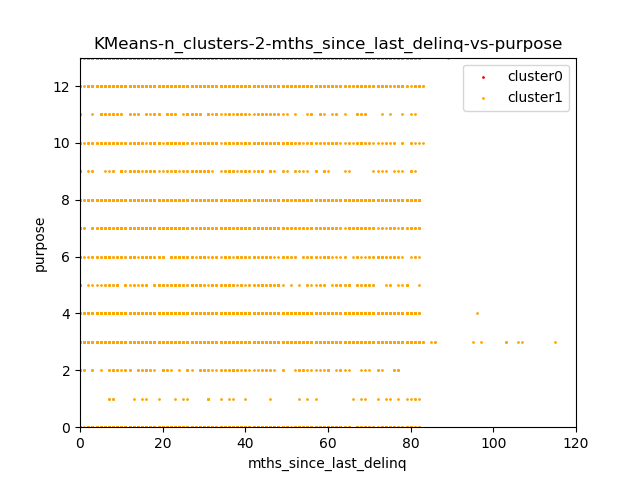 KMeans-n_clusters-2-mths_since_last_delinq-vs-purpose
cluster0
cluster1
12
10
8
6
4
2
0
purpose
0 20 40 60 80 100 120
mths_since_last_delinq